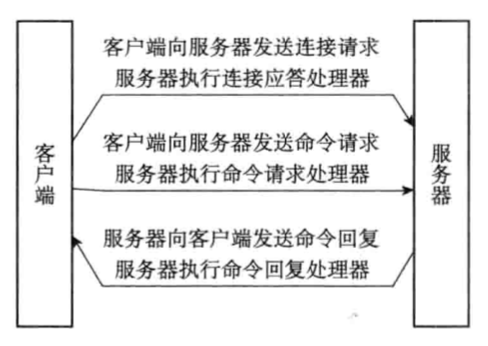 客户端向服务器发送连接请求
服务器执行连接应答处理器
客户端向服务器发送命令请求
服务器执行命令请求处理器
服务器向客户端发送命令回复
服务器执行命令回复处理器
客户端
服务器